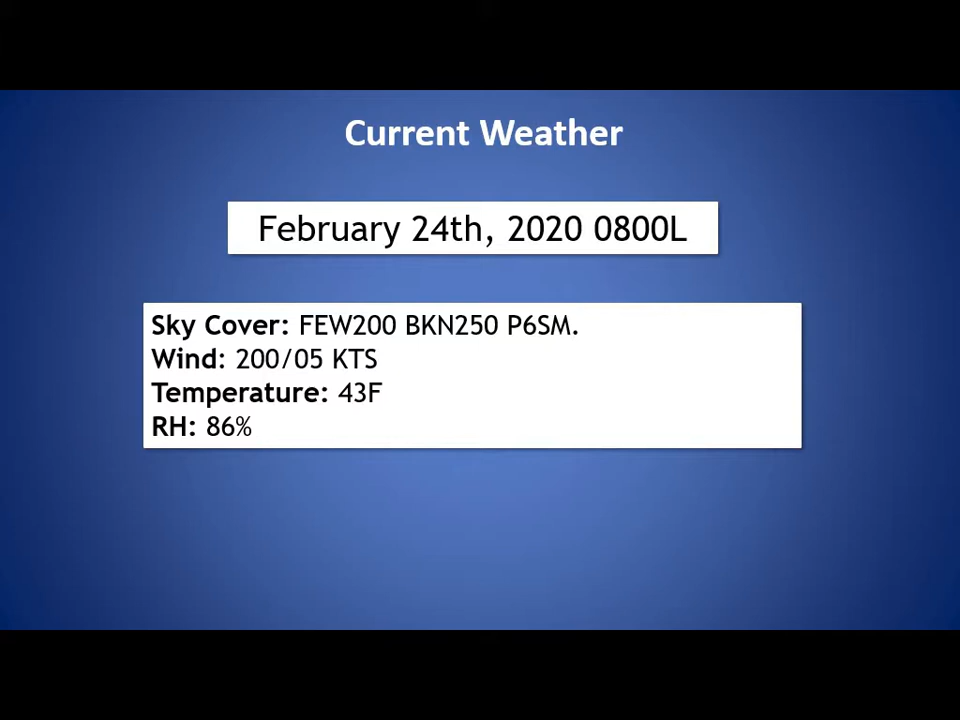 Current Weather
February 24th, 2020 0800L
Sky Cover: FEW200 BKN250 P6SM.
Wind: 200/05 KTS
Temperature: 43F
RH: 86%